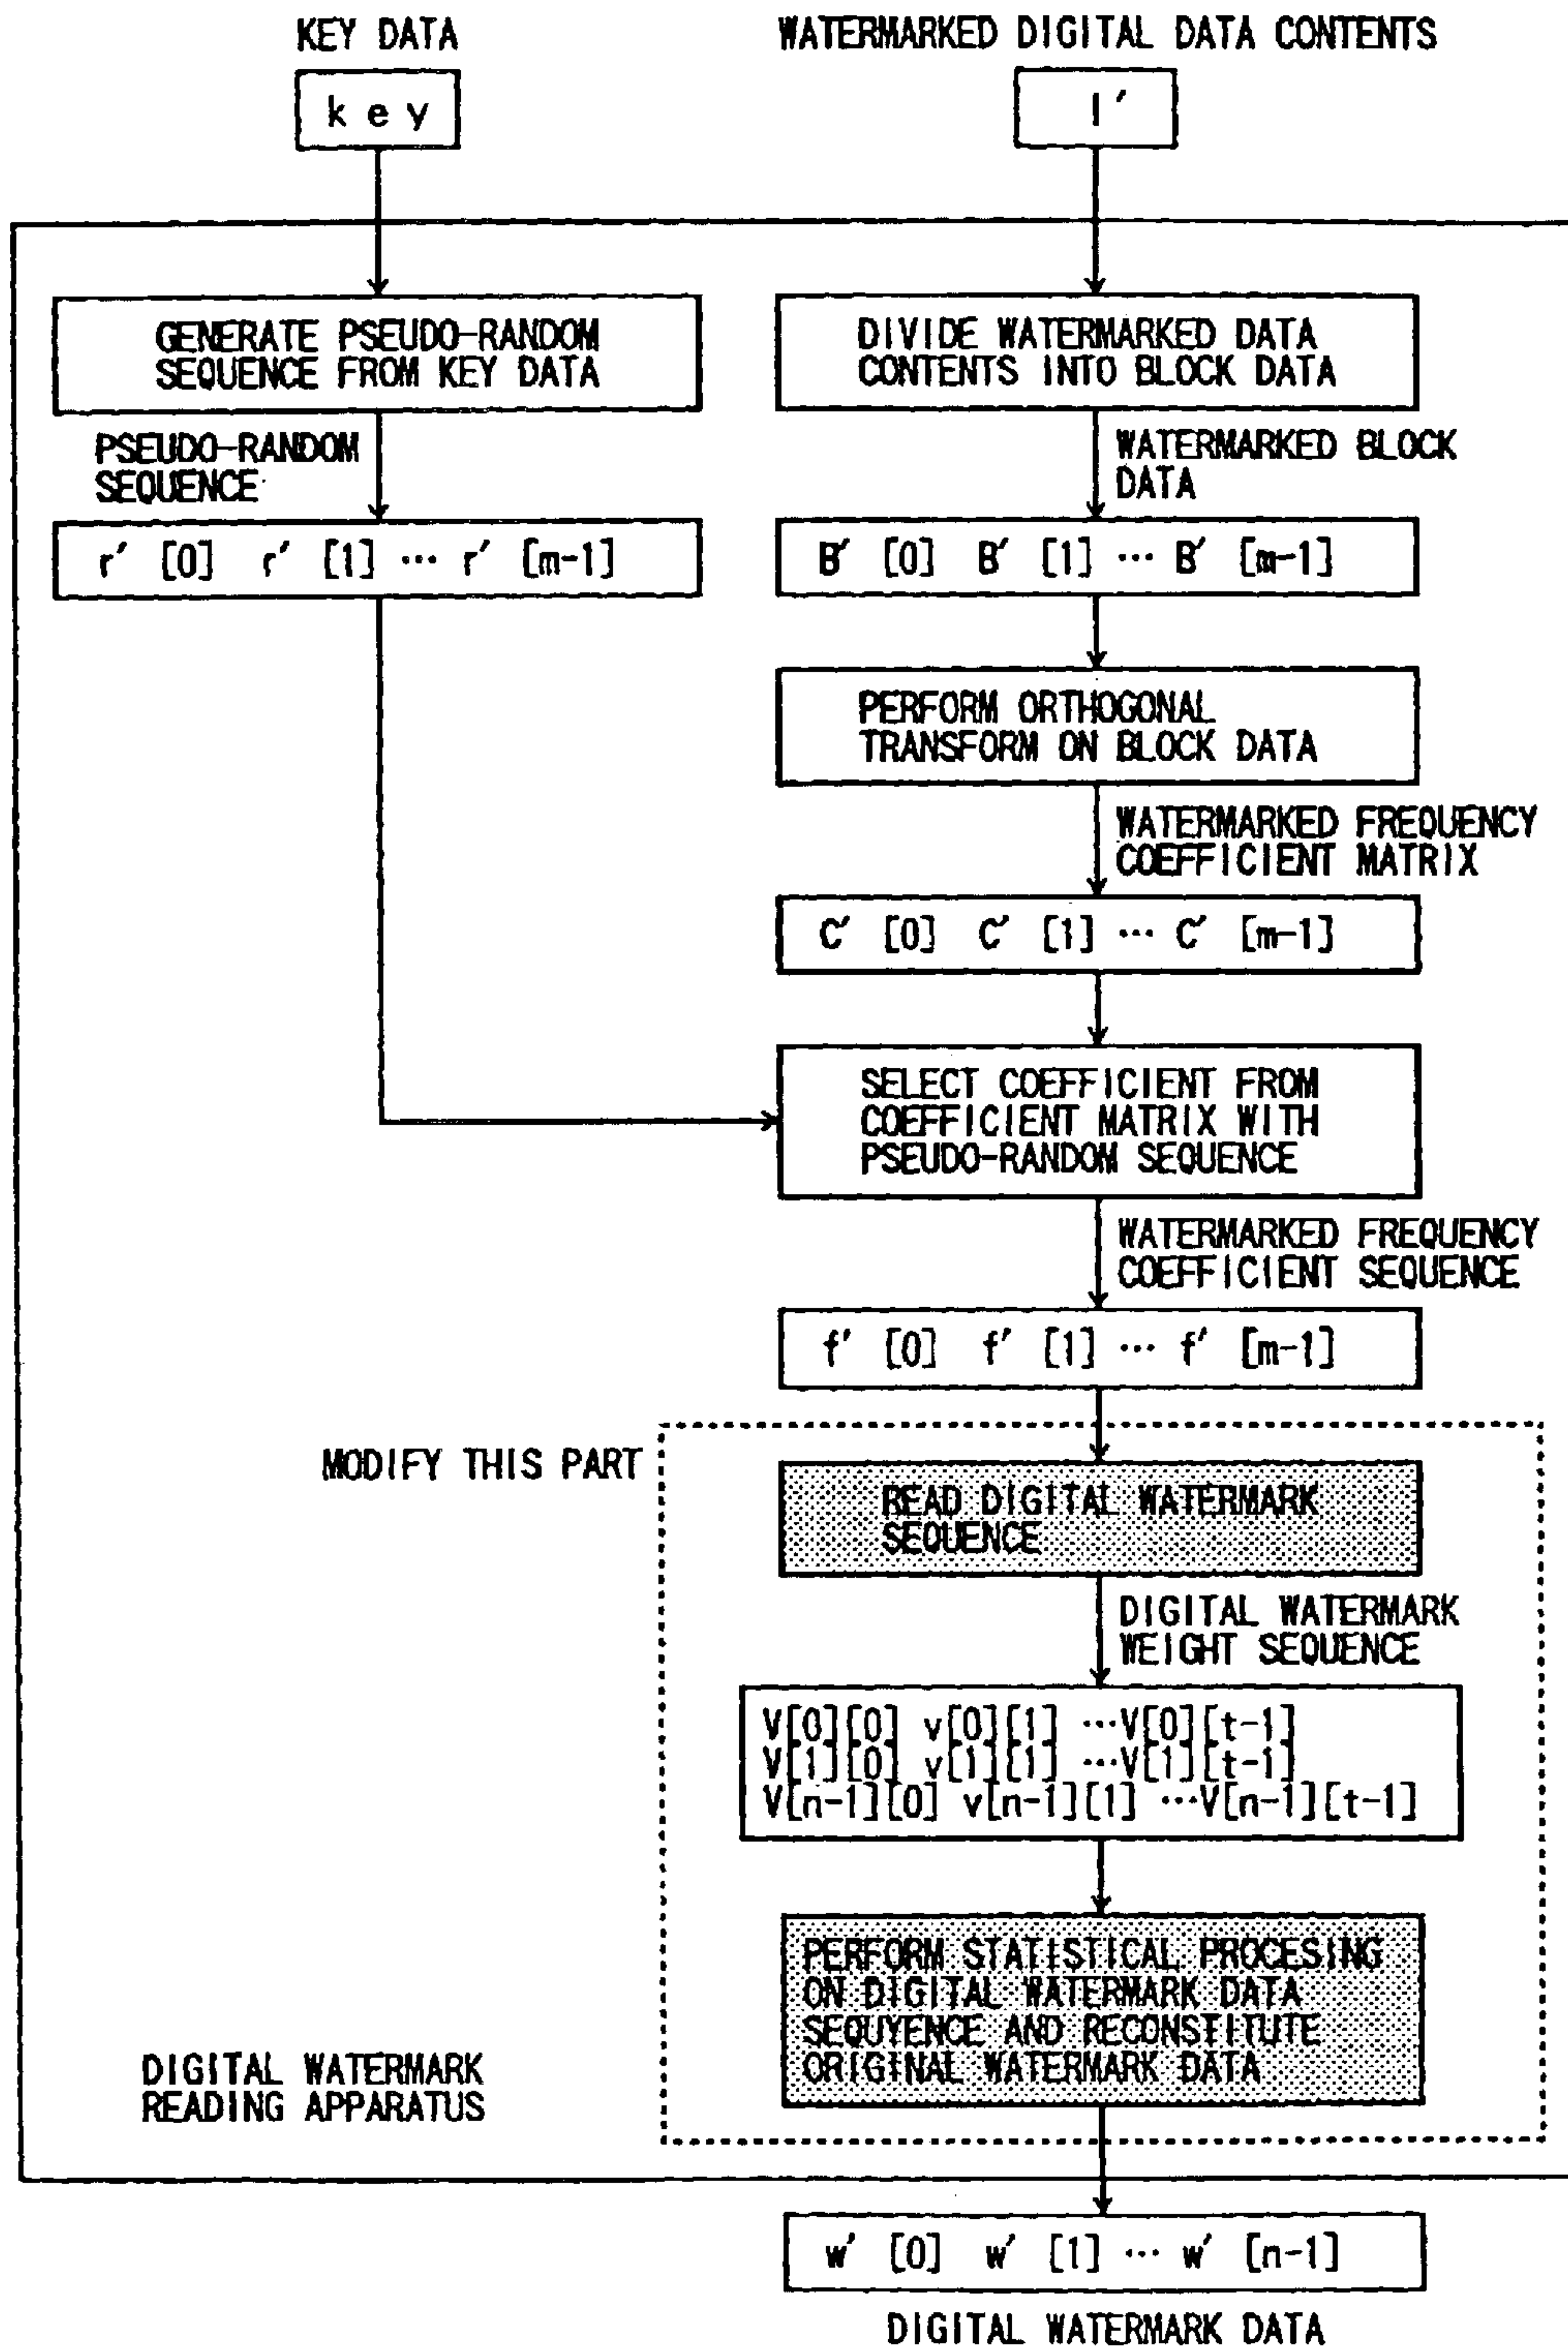 KEY DATA
WATERMARKED DIGITAL DATA CONTENTS
key
I′
GENERATE PSEUDO-RANDOM
SEQUENCE FROM KEY DATA
DIVIDE WATERMARKED DATA
CONTENTS INTO BLOCK DATA
PSEUDO-RANDOM
SEQUENCE
WATERMARKED BLOCK
DATA
r′ [0] r′ [1] ··· r′ [m-1]
B′ [0] B′ [1] ··· B′ [m-1]
PERFORM ORTHOGONAL
TRANSFORM ON BLOCK DATA
WATERMARKED FREQUENCY
COEFFICIENT MATRIX
C′ [0] C′ [1] ··· C′ [m-1]
SELECT COEFFICIENT FROM
COEFFICIENT MATRIX WITH
PSEUDO-RANDOM SEQUENCE
WATERMARKED FREQUENCY
COEFFICIENT SEQUENCE
f′ [0] f′ [1] ··· f′ [m-1]
MODIFY THIS PART
READ DIGITAL WATERMARK
SEQUENCE
DIGITAL WATERMARK
WEIGHT SEQUENCE
V[0][0] v[0][1] ···V[0][t-1]
V[1][0] v[1][1] ···V[1][t-1]
V[n-1][0] v[n-1][1] ···V[n-1][t-1]
PERFORM STATISTICAL PROCESING
ON DIGITAL WATERMARK DATA
SEQUYENCE AND RECONSTITUTE
ORIGINAL WATERMARK DATA
DIGITAL WATERMARK
READING APPARATUS
w′ [0] w′ [1] ··· w′ [n-1]
DIGITAL WATERMARK DATA